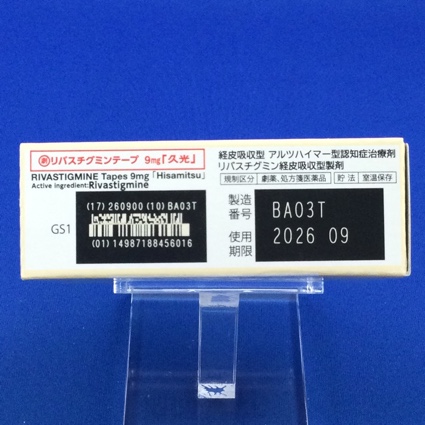 劇 リバスチグミンテープ 9mg「久光」
RIVASTIGMINE Tapes 9mg「Hisamitsu」
Active ingredient:Rivastigmine
GS1
(17) 260900 (10) BA03T
(01) 14987188456016
経皮吸収型 アルツハイマー型認知症治療剤
リバスチグミン経皮吸収型製剤
規制区分 劇薬、処方箋医薬品 貯法 室温保存
製造番号 BA03T
使用期限 2026 09